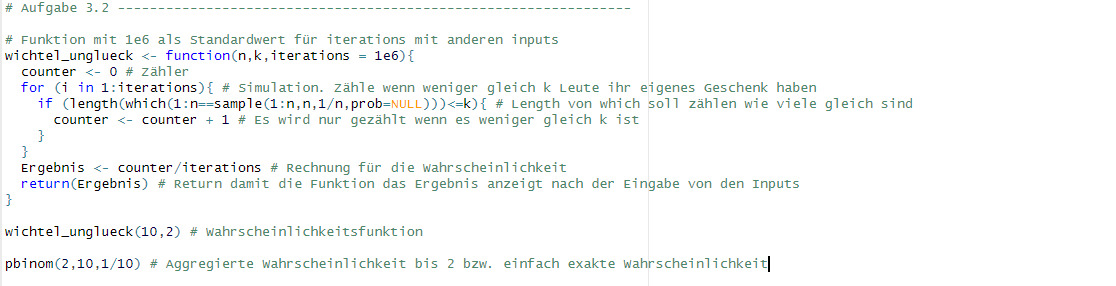 # Aufgabe 3.2 ----------------------------------------------------------------
# Funktion mit 1e6 als Standardwert für iterations mit anderen inputs
wichtel_unglueck <- function(n,k,iterations = 1e6){
counter <- 0 # Zähler
for (i in 1:iterations){ # Simulation. Zähle wenn weniger gleich k Leute ihr eigenes Geschenk haben
if (length(which(1:n==sample(1:n,n,1/n,prob=NULL)))<=k){ # Length von which soll zählen wie viele gleich sind
counter <- counter + 1 # Es wird nur gezählt wenn es weniger gleich k ist
}
}
Ergebnis <- counter/iterations # Rechnung für die Wahrscheinlichkeit
return(Ergebnis) # Return damit die Funktion das Ergebnis anzeigt nach der Eingabe von den Inputs
}
wichtel_unglueck(10,2) # Wahrscheinlichkeitsfunktion
pbinom(2,10,1/10) # Aggregierte Wahrscheinlichkeit bis 2 bzw. einfach exakte Wahrscheinlichkeit